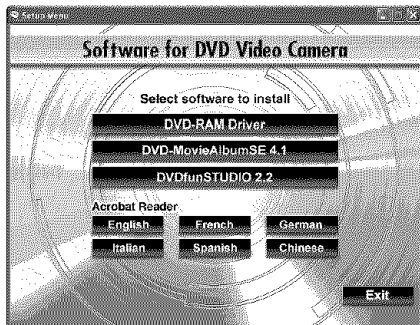 Setup Menu
Software for DVD Video Camera
Select software to install
DVD-RAM Driver
DVD-MovieAlbumSE 4.1
DVDfunSTUDIO 2.2
Acrobat Reader
English French German
Italian Spanish Chinese
Exit